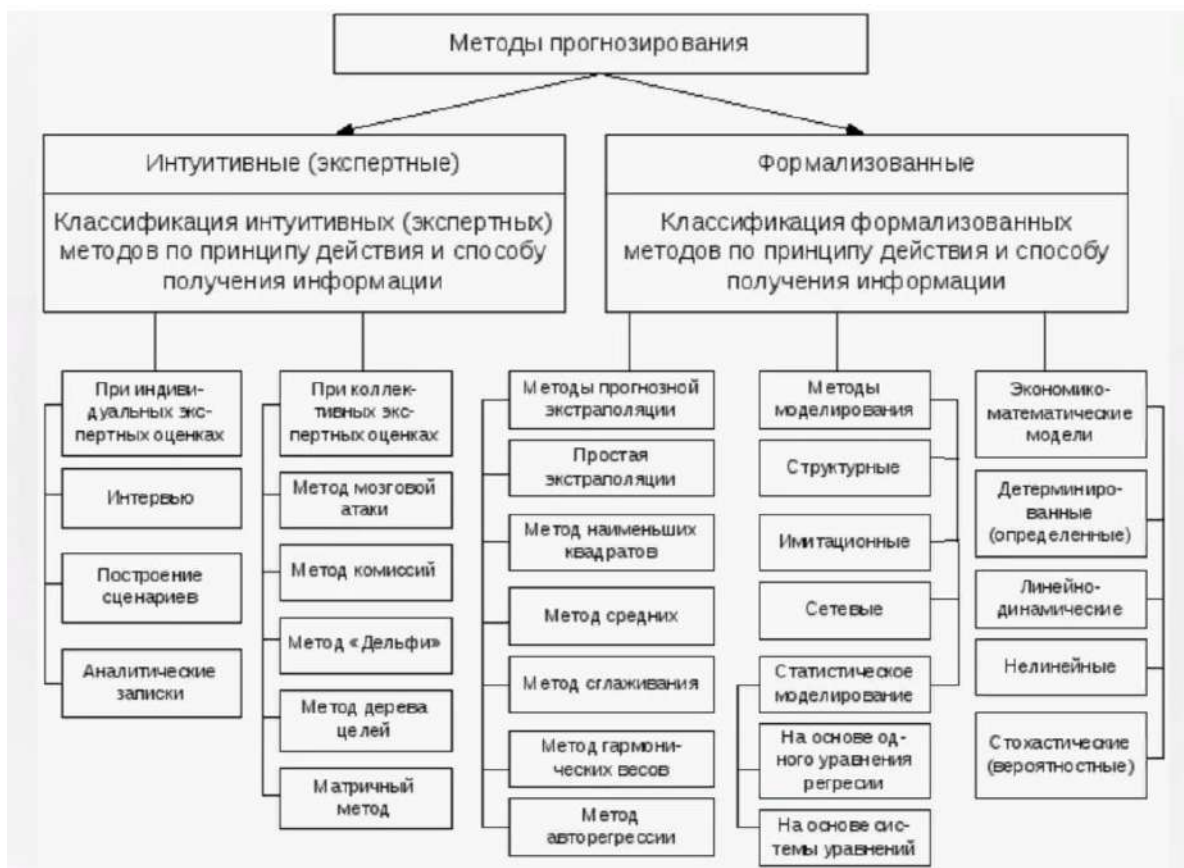 Методы прогнозирования
Интуитивные (экспертные)
Классификация интуитивных (экспертных)
методов по принципу действия и способу
получения информации
Формализованные
Классификация формализованных
методов по принципу действия и способу
получения информации
При индиви-
дуальных экс-
пертных оценках
Интервью
Построение
сценариев
Аналитические
записки
При коллек-
тивных экс-
пертных оценках
Метод мозговой
атаки
Метод комиссий
Метод «Дельфи»
Метод дерева
целей
Матричный
метод
Методы прогнозной
экстраполяции
Простая
экстраполяции
Метод наименьших
квадратов
Метод средних
Метод сглаживания
Метод гармони-
ческих весов
Метод
авторегрессии
Методы
моделирования
Структурные
Имитационные
Сетевые
Статистическое
моделирование
На основе од-
ного уравнения
регресии
На основе сис-
темы уравнений
Экономико-
математические
модели
Детерминиро-
ванные
(определенные)
Линейно-
динамические
Нелинейные
Стохастические
(вероятностные)